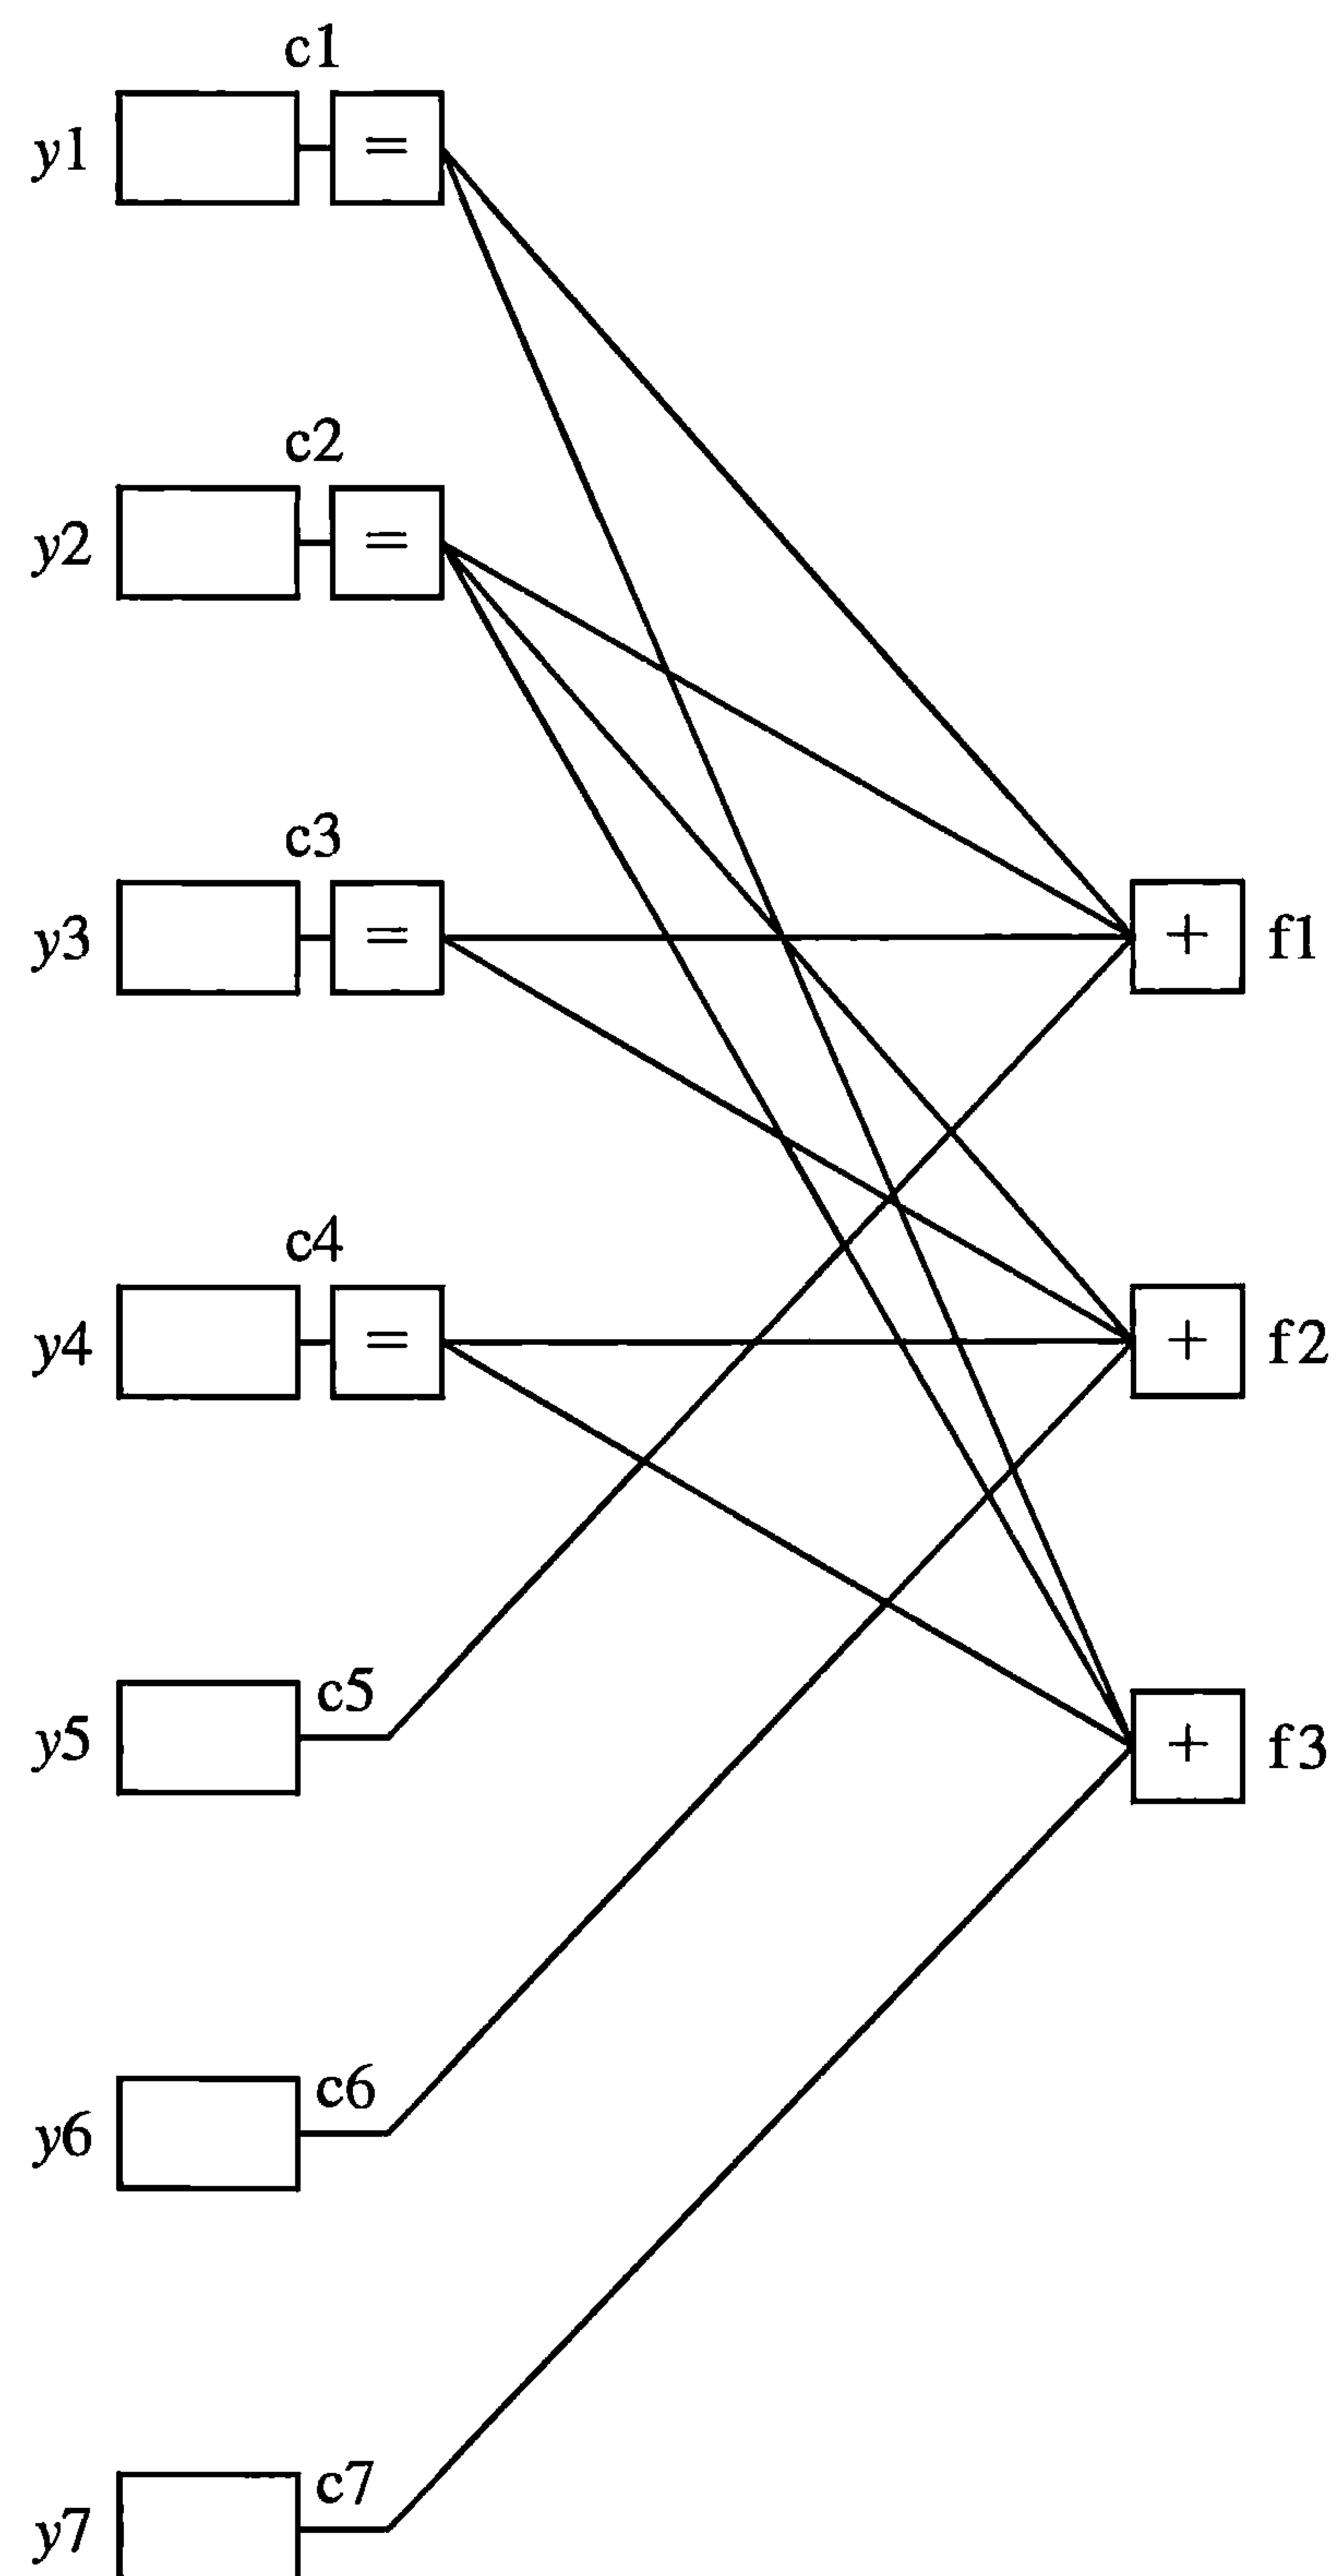 c1
y1 =
c2
y2 =
c3
y3 = + f1
c4
y4 = + f2
c5
y5 + f3
c6
y6
c7
y7